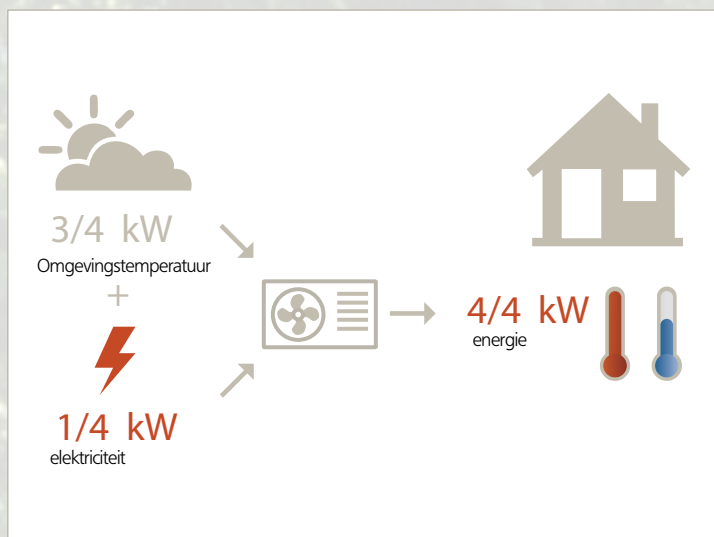 3/4 kW
Omgevingstemperatuur
+
1/4 kW
elektriciteit
4/4 kW
energie